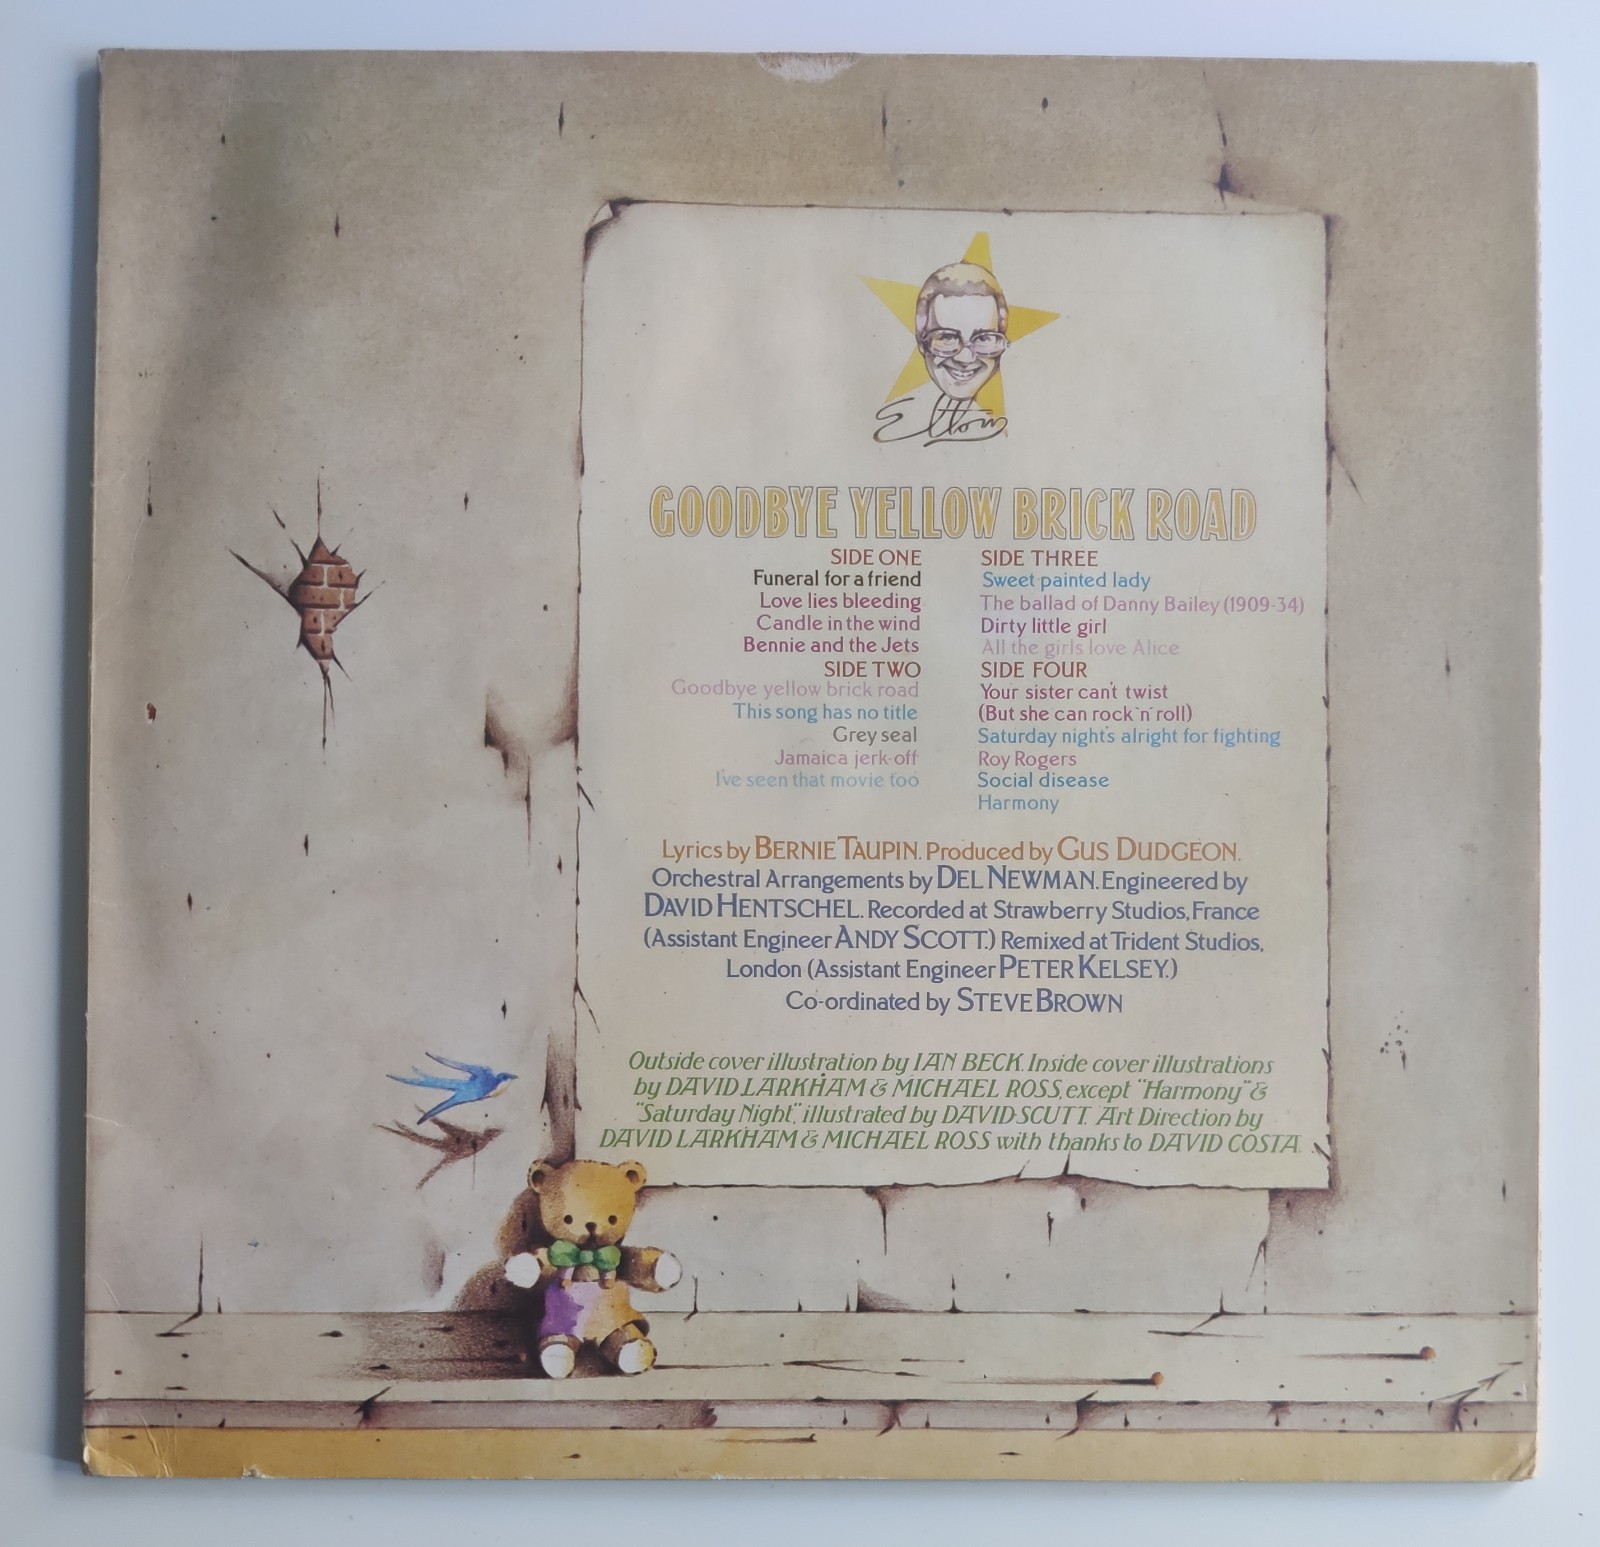 Elton
GOODBYE YELLOW BRICK ROAD
SIDE ONE
Funeral for a friend
Love lies bleeding
Candle in the wind
Bennie and the Jets
SIDE TWO
Goodbye yellow brick road
This song has no title
Grey seal
Jamaica jerk-off
I've seen that movie too
SIDE THREE
Sweet painted lady
The ballad of Danny Bailey (1909-34)
Dirty little girl
All the girls love Alice
SIDE FOUR
Your sister can't twist
(But she can rock 'n' roll)
Saturday night's alright for fighting
Roy Rogers
Social disease
Harmony
Lyrics by BERNIE TAUPIN. Produced by GUS DUDGEON.
Orchestral Arrangements by DEL NEWMAN. Engineered by
DAVID HENTSCHEL. Recorded at Strawberry Studios, France
(Assistant Engineer ANDY SCOTT.) Remixed at Trident Studios,
London (Assistant Engineer PETER KELSEY.)
Co-ordinated by STEVE BROWN
Outside cover illustration by IAN BECK. Inside cover illustrations
by DAVID LARKHAM & MICHAEL ROSS, except "Harmony" &
"Saturday Night", illustrated by DAVID SCUTT. Art Direction by
DAVID LARKHAM & MICHAEL ROSS with thanks to DAVID COSTA.